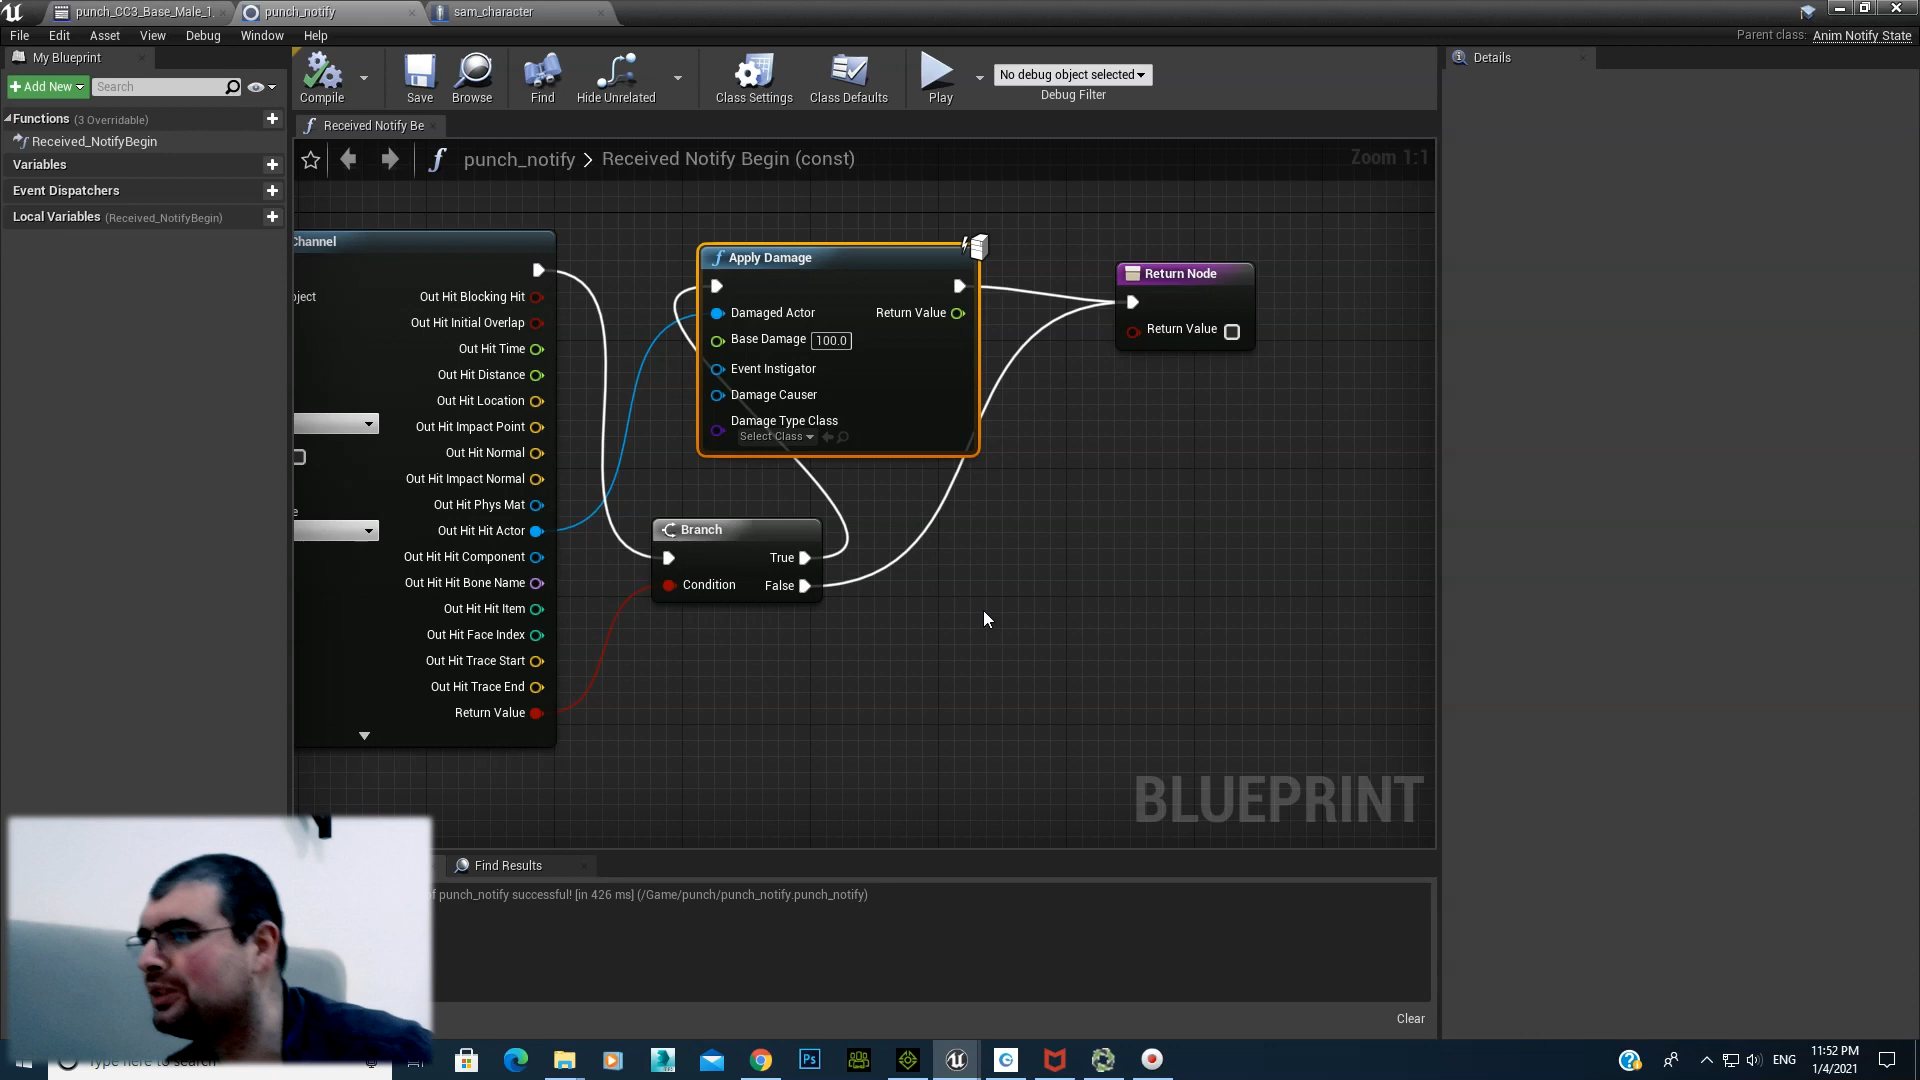 punch_CC3_Base_Male_1
punch_notify
sam_character
File
Edit
Asset
View
Debug
Window
Help
Parent class: Anim Notify State
My Blueprint
Add New
Search
Functions (3 Overridable)
Received_NotifyBegin
Variables
Event Dispatchers
Local Variables (Received_NotifyBegin)
Compile
Save
Browse
Find
Hide Unrelated
Class Settings
Class Defaults
Play
No debug object selected
Debug Filter
Details
Received Notify Be
punch_notify > Received Notify Begin (const)
Zoom 1:1
Channel
Out Hit Blocking Hit
Out Hit Initial Overlap
Out Hit Time
Out Hit Distance
Out Hit Location
Out Hit Impact Point
Out Hit Normal
Out Hit Impact Normal
Out Hit Phys Mat
Out Hit Hit Actor
Out Hit Hit Component
Out Hit Hit Bone Name
Out Hit Hit Item
Out Hit Face Index
Out Hit Trace Start
Out Hit Trace End
Return Value
Apply Damage
Damaged Actor
Return Value
Base Damage 100.0
Event Instigator
Damage Causer
Damage Type Class
Select Class
Branch
True
Condition
False
Return Node
Return Value
BLUEPRINT
Find Results
of punch_notify successful! [in 426 ms] (/Game/punch/punch_notify.punch_notify)
Clear
Type here to search
Ps
ENG
11:52 PM
1/4/2021